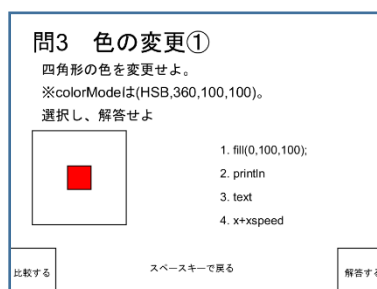 問3　色の変更①
四角形の色を変更せよ。
※colorModeは(HSB,360,100,100)。
選択し、解答せよ
1. fill(0,100,100);
2. println
3. text
4. x+xspeed
比較する
スペースキーで戻る
解答する